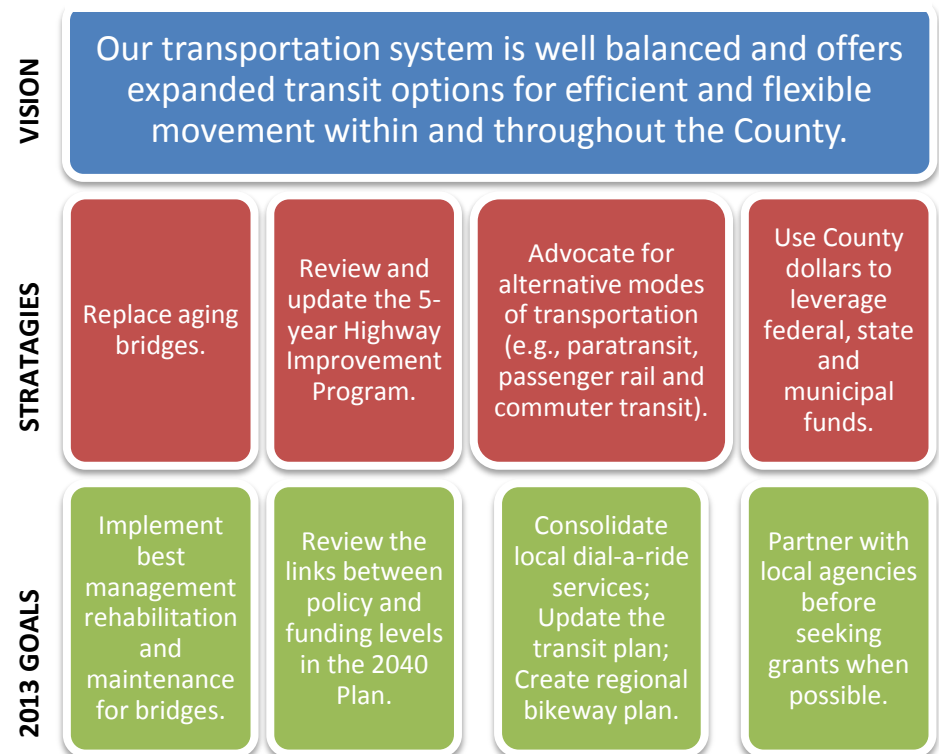 VISION
Our transportation system is well balanced and offers
expanded transit options for efficient and flexible
movement within and throughout the County.
STRATAGIES
Replace aging
bridges.
Review and
update the 5-
year Highway
Improvement
Program.
Advocate for
alternative modes
of transportation
(e.g., paratransit,
passenger rail and
commuter transit).
Use County
dollars to
leverage
federal, state
and
municipal
funds.
2013 GOALS
Implement
best
management
rehabilitation
and
maintenance
for bridges.
Review the
links between
policy and
funding levels
in the 2040
Plan.
Consolidate
local dial-a-ride
services;
Update the
transit plan;
Create regional
bikeway plan.
Partner with
local agencies
before
seeking
grants when
possible.